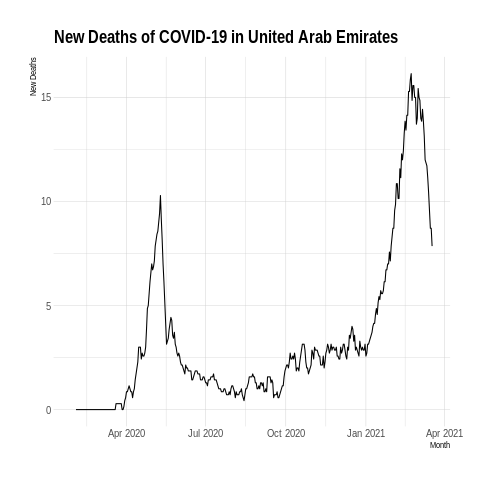 New Deaths of COVID-19 in United Arab Emirates
New Deaths
15
10
5
0
Apr 2020 Jul 2020 Oct 2020 Jan 2021 Apr 2021
Month